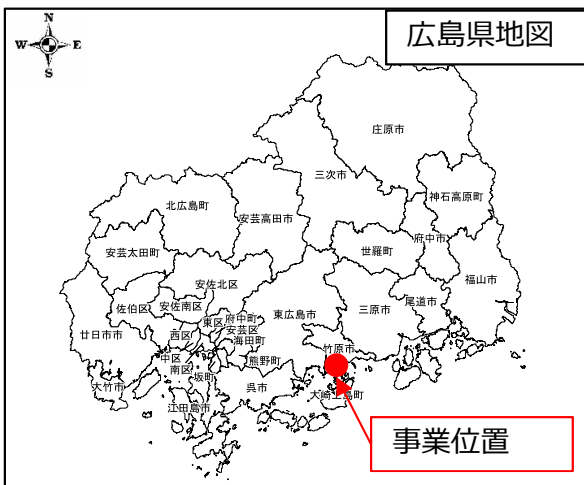 広島県地図
N
W
E
S
庄原市
三次市
神石高原町
北広島町
安芸高田市
府中市
世羅町
安芸太田町
福山市
安佐北区
尾道市
三原市
東広島市
佐伯区
安佐南区
府中町
東区
安芸区
廿日市市
西区
海田町
竹原市
中区
熊野町
南区
坂町
呉市
大竹市
大崎上島町
江田島市
事業位置